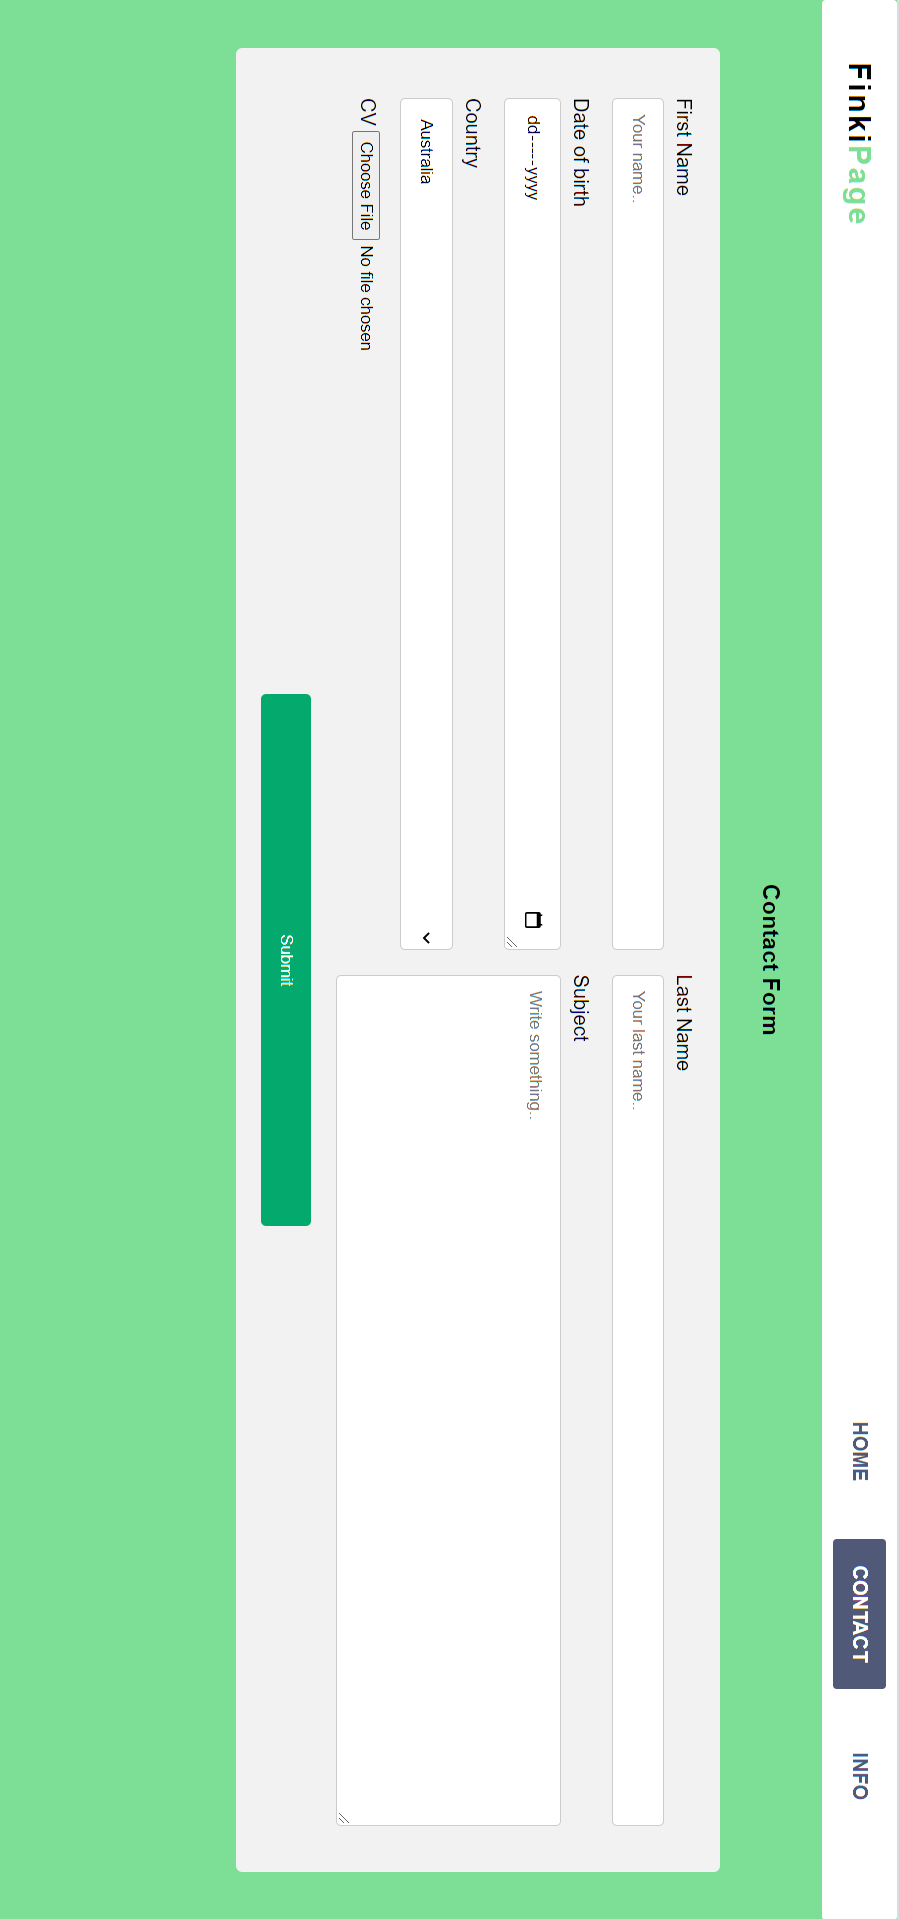 FinkiPage
HOME
CONTACT
INFO
Contact Form
First Name
Last Name
Your name..
Your last name..
Date of birth
Subject
dd-----yyyy
Write something..
Country
Australia
CV Choose File No file chosen
Submit